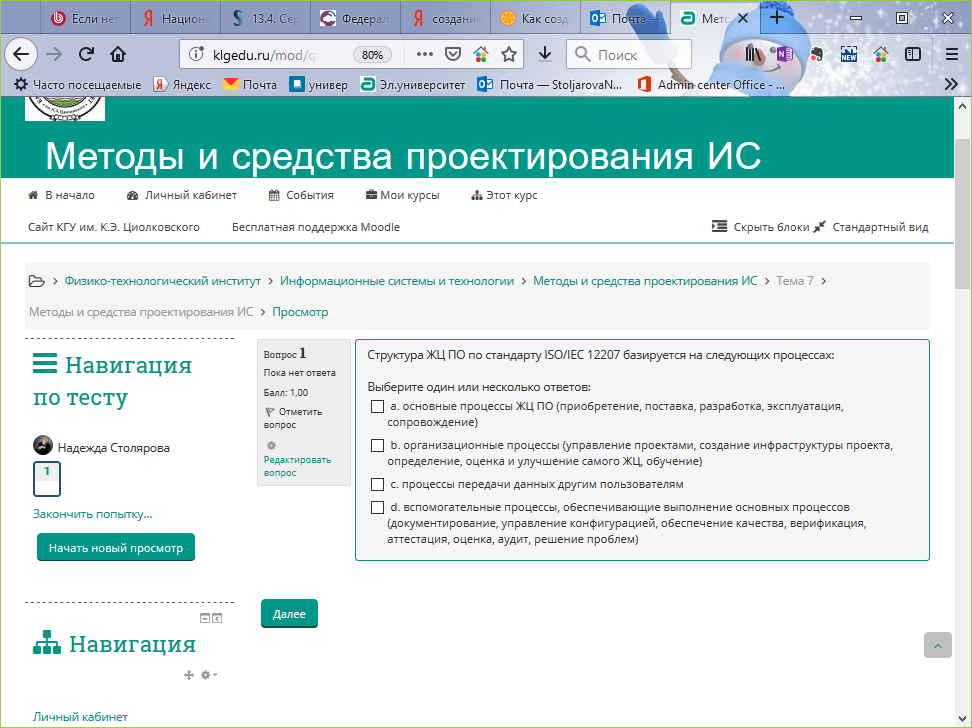 Если нет
Национ
13.4. Сер
Федерал
создани
Как созд
Почта —
Мето
klgedu.ru/mod/q
80%
Поиск
NEW
Часто посещаемые
Яндекс
Почта
универ
Эл.университет
Почта — StoljarovaN...
Admin center Office - ...
Методы и средства проектирования ИС
В начало
Личный кабинет
События
Мои курсы
Этот курс
Сайт КГУ им. К.Э. Циолковского
Бесплатная поддержка Moodle
Скрыть блоки
Стандартный вид
Физико-технологический институт
Информационные системы и технологии
Методы и средства проектирования ИС
Тема 7
Методы и средства проектирования ИС
Просмотр
Навигация
по тесту
Надежда Столярова
1
Закончить попытку...
Начать новый просмотр
Вопрос 1
Пока нет ответа
Балл: 1,00
Отметить
вопрос
Редактировать
вопрос
Структура ЖЦ ПО по стандарту ISO/IEC 12207 базируется на следующих процессах:
Выберите один или несколько ответов:
a. основные процессы ЖЦ ПО (приобретение, поставка, разработка, эксплуатация,
сопровождение)
b. организационные процессы (управление проектами, создание инфраструктуры проекта,
определение, оценка и улучшение самого ЖЦ, обучение)
c. процессы передачи данных другим пользователям
d. вспомогательные процессы, обеспечивающие выполнение основных процессов
(документирование, управление конфигурацией, обеспечение качества, верификация,
аттестация, оценка, аудит, решение проблем)
Далее
Навигация
Личный кабинет